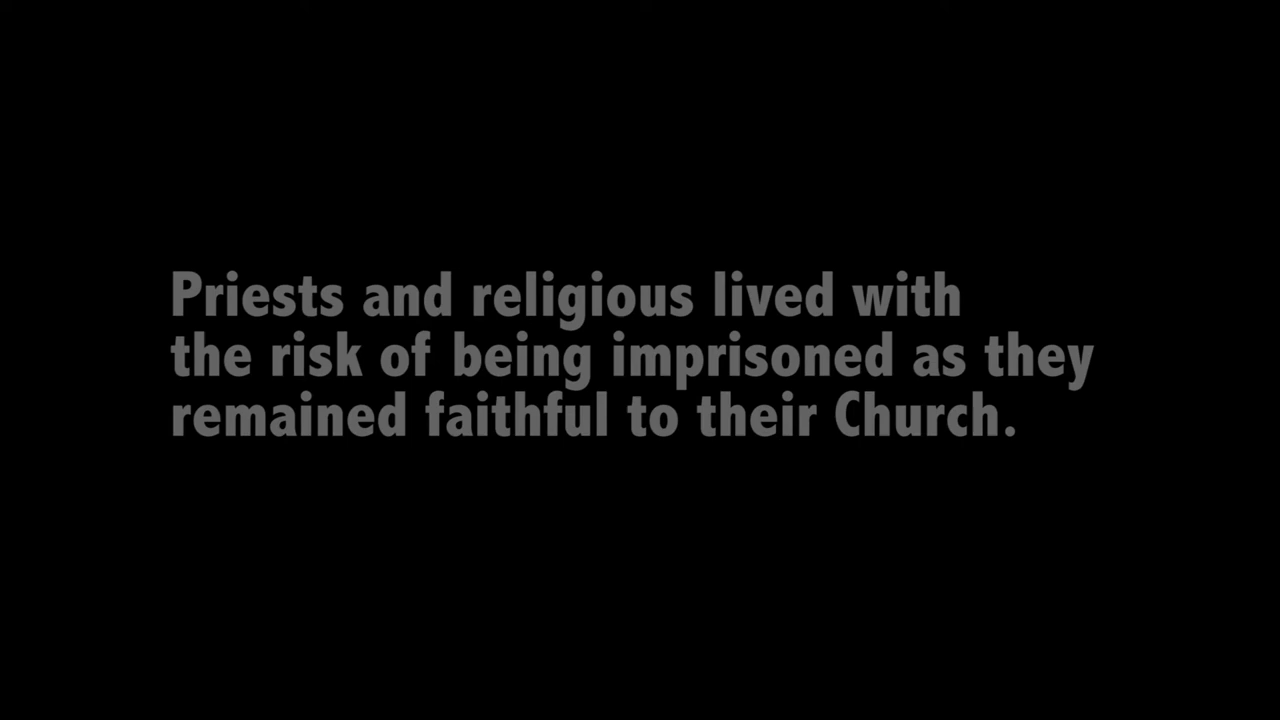 Priests and religious lived with
the risk of being imprisoned as they
remained faithful to their Church.